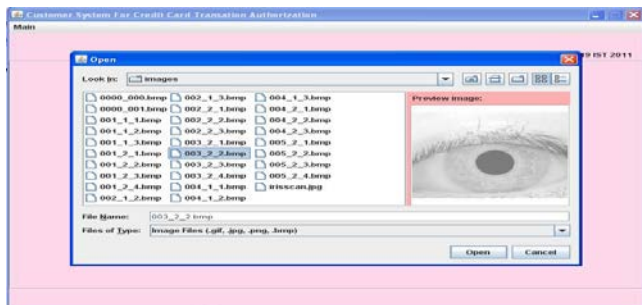 Customer System For Credit Card Transation Authorization
Main
9 IST 2011
Open
Look In: images
0000_000.bmp 002_1_3.bmp 004_1_3.bmp
0000_001.bmp 002_2_1.bmp 004_2_1.bmp
001_1_1.bmp 002_2_2.bmp 004_2_2.bmp
001_1_2.bmp 002_2_3.bmp 004_2_3.bmp
001_1_3.bmp 003_2_1.bmp 005_2_1.bmp
001_2_1.bmp 003_2_2.bmp 005_2_2.bmp
001_2_2.bmp 003_2_3.bmp 005_2_3.bmp
001_2_3.bmp 003_2_4.bmp 005_2_4.bmp
001_2_4.bmp 004_1_1.bmp irisscan.jpg
002_1_2.bmp 004_1_2.bmp
Preview Image:
File Name: 003_2_2.bmp
Files of Type: Image Files (.gif, .jpg, .png, .bmp)
Open Cancel